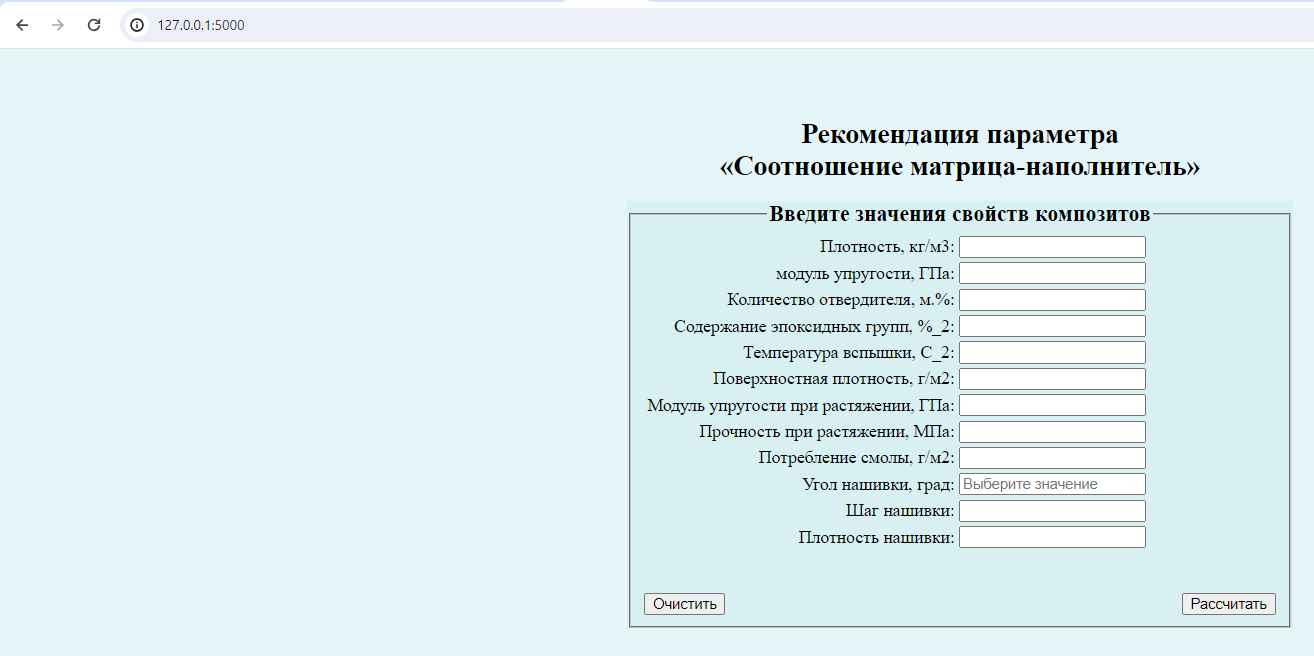 127.0.0.1:5000
Рекомендация параметра
«Соотношение матрица-наполнитель»
Введите значения свойств композитов
Плотность, кг/м3:
модуль упругости, ГПа:
Количество отвердителя, м.%:
Содержание эпоксидных групп, %_2:
Температура вспышки, С_2:
Поверхностная плотность, г/м2:
Модуль упругости при растяжении, ГПа:
Прочность при растяжении, МПа:
Потребление смолы, г/м2:
Угол нашивки, град: Выберите значение
Шаг нашивки:
Плотность нашивки:
Очистить Рассчитать